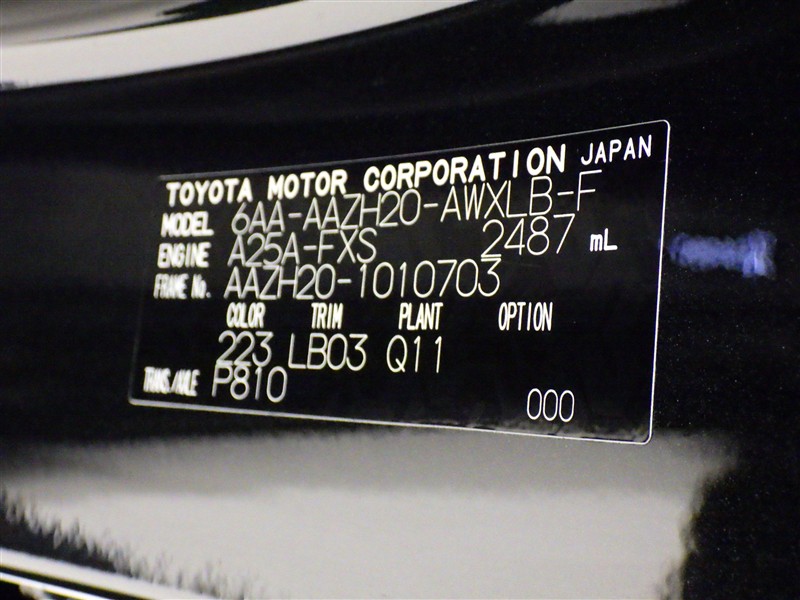 TOYOTA MOTOR CORPORATION JAPAN
MODEL 6AA-AAZH20-AWXLB-F
ENGINE A25A-FXS 2487 mL
FRAME No. AAZH20-1010703
COLOR TRIM PLANT OPTION
223 LB03 Q11
TRANS./AXLE P810
000